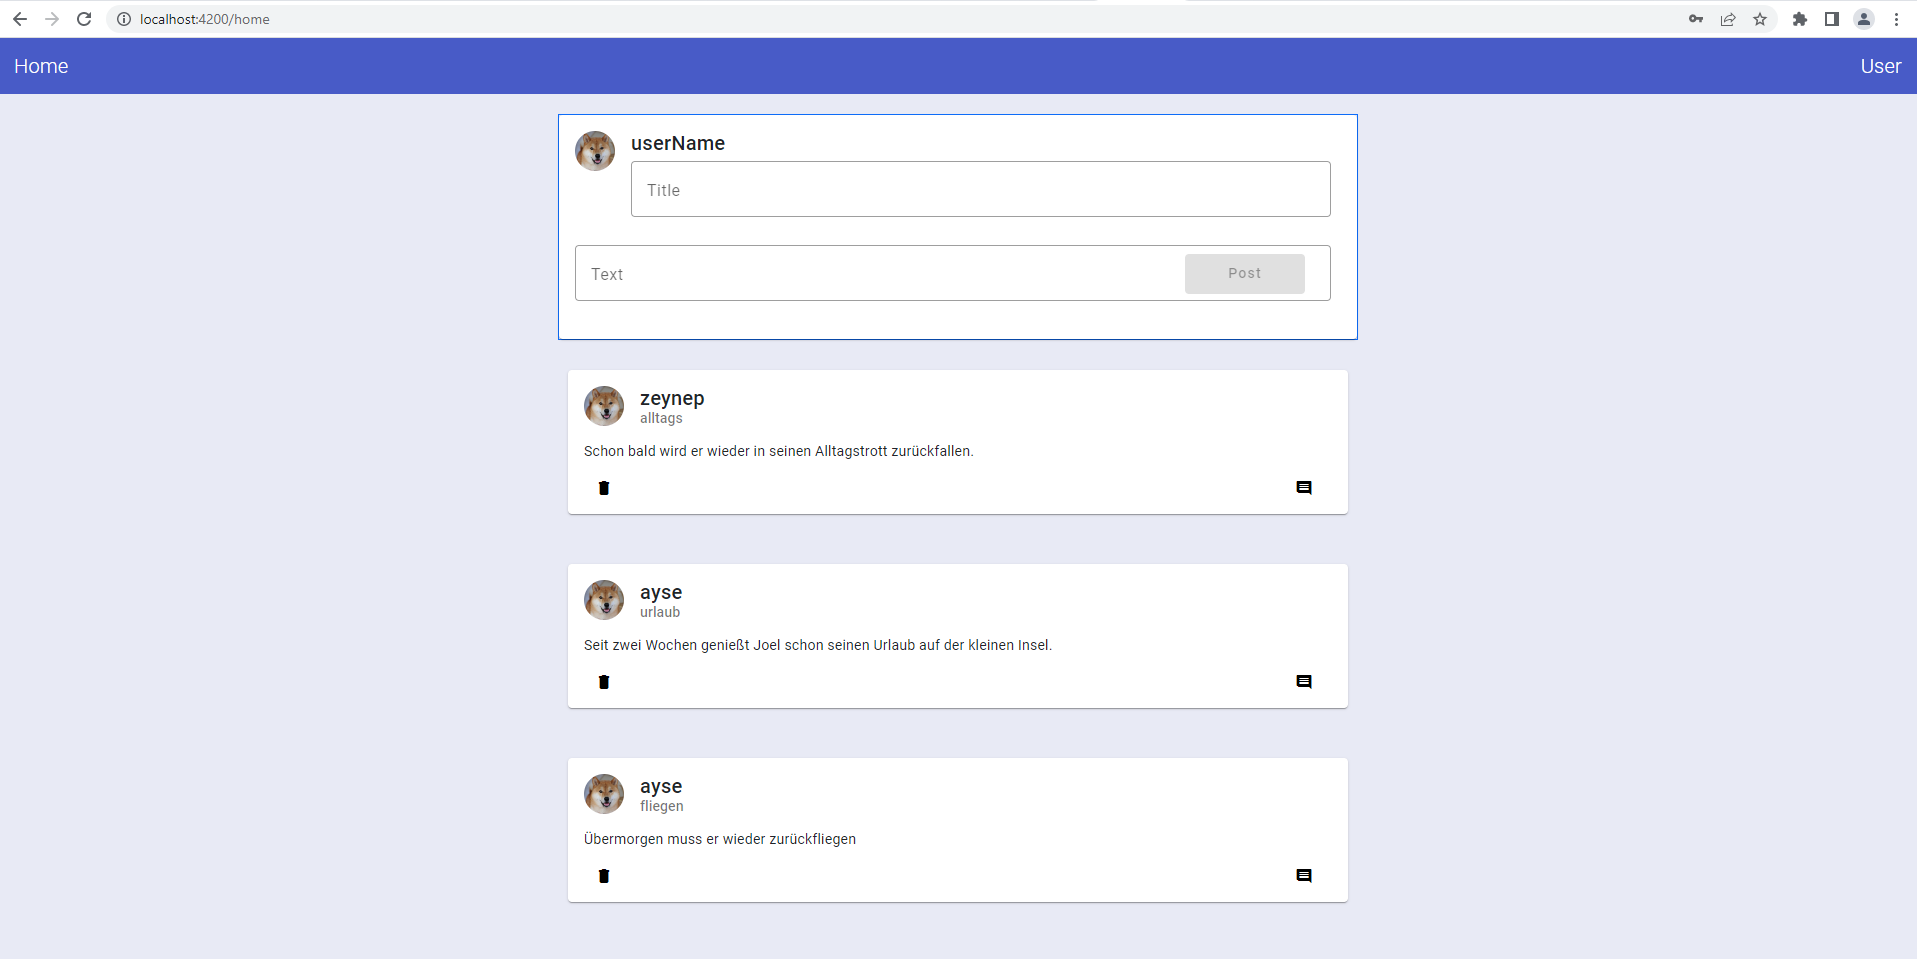 localhost:4200/home
Home
User
userName
Title
Text
Post
zeynep
alltags
Schon bald wird er wieder in seinen Alltagstrott zurückfallen.
ayse
urlaub
Seit zwei Wochen genießt Joel schon seinen Urlaub auf der kleinen Insel.
ayse
fliegen
Übermorgen muss er wieder zurückfliegen